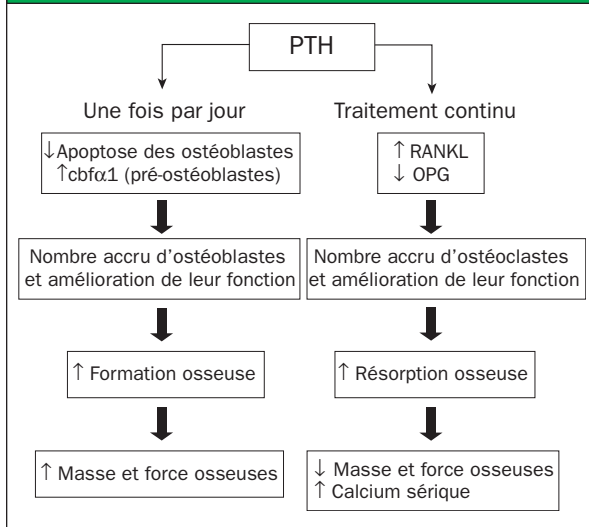 PTH
Une fois par jour
↓Apoptose des ostéoblastes
↑cbfα1 (pré-ostéoblastes)
Nombre accru d'ostéoblastes
et amélioration de leur fonction
↑ Formation osseuse
↑ Masse et force osseuses
Traitement continu
↑ RANKL
↓ OPG
Nombre accru d'ostéoclastes
et amélioration de leur fonction
↑ Résorption osseuse
↓ Masse et force osseuses
↑ Calcium sérique